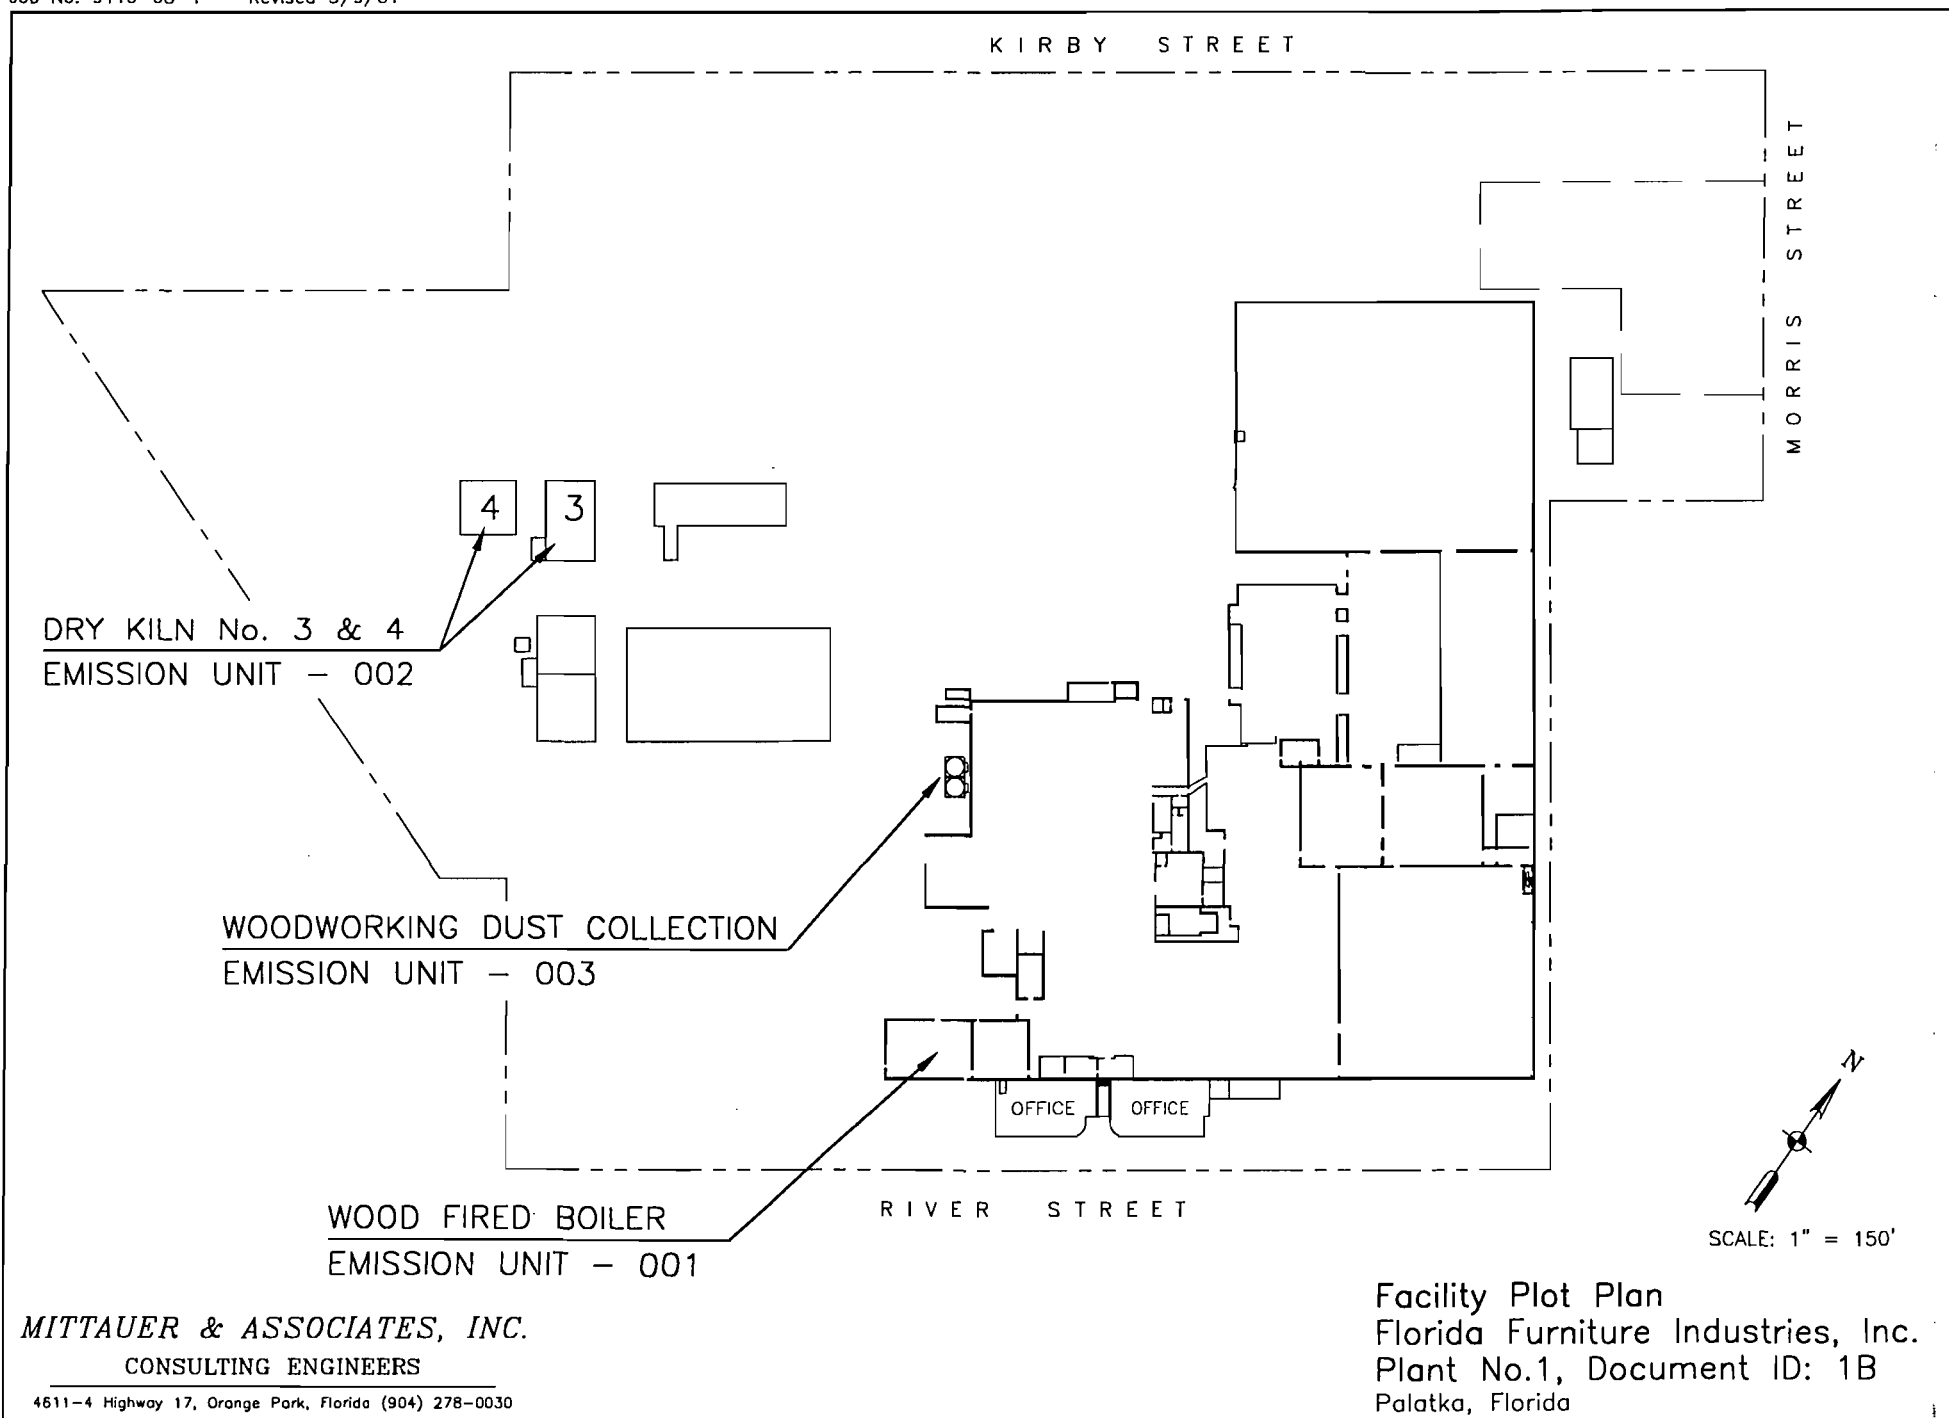 KIRBY STREET
MORRIS STREET
4
3
DRY KILN No. 3 & 4
EMISSION UNIT - 002
WOODWORKING DUST COLLECTION
EMISSION UNIT - 003
OFFICE
OFFICE
WOOD FIRED BOILER
EMISSION UNIT - 001
RIVER STREET
N
SCALE: 1" = 150'
Facility Plot Plan
Florida Furniture Industries, Inc.
Plant No.1, Document ID: 1B
Palatka, Florida
MITTAUER & ASSOCIATES, INC.
CONSULTING ENGINEERS
4611-4 Highway 17, Orange Park, Florida (904) 278-0030